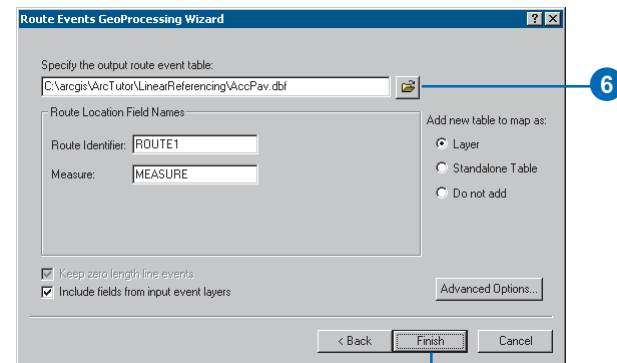 Route Events GeoProcessing Wizard
Specify the output route event table:
C:\arcgis\ArcTutor\LinearReferencing\AccPav.dbf
6
Route Location Field Names
Route Identifier: ROUTE1
Measure: MEASURE
Add new table to map as:
Layer
Standalone Table
Do not add
Keep zero length line events
Include fields from input event layers
Advanced Options...
< Back Finish Cancel